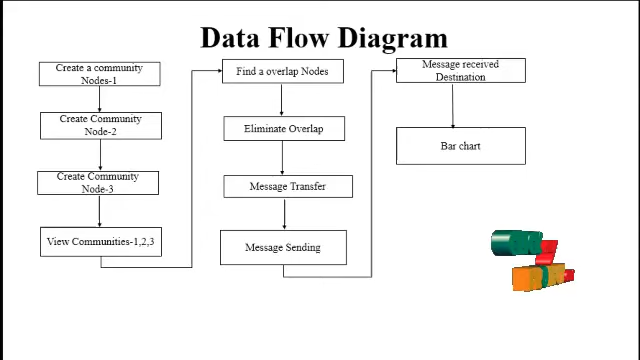 Data Flow Diagram
Create a community
Nodes-1
Create Community
Node-2
Create Community
Node-3
View Communities-1,2,3
Find a overlap Nodes
Eliminate Overlap
Message Transfer
Message Sending
Message received
Destination
Bar chart